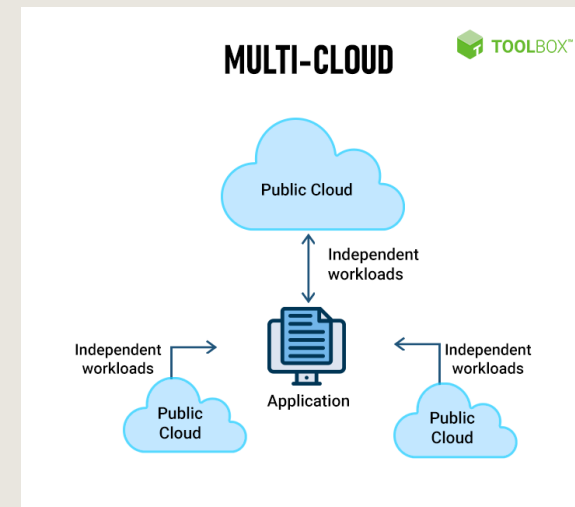 MULTI-CLOUD
TOOLBOX™
Public Cloud
Independent
workloads
Independent
workloads
Application
Independent
workloads
Public
Cloud
Public
Cloud